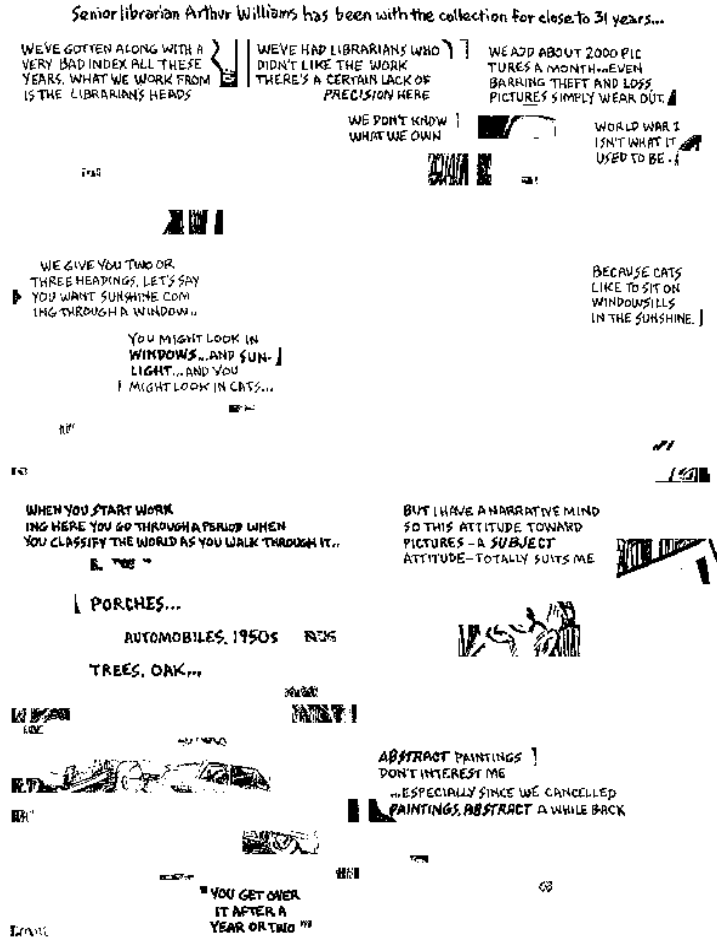 Senior librarian Arthur Williams has been with the collection for close to 31 years...
WE'VE GOTTEN ALONG WITH A
VERY BAD INDEX ALL THESE
YEARS. WHAT WE WORK FROM
IS THE LIBRARIAN'S HEADS
WE'VE HAD LIBRARIANS WHO
DIDN'T LIKE THE WORK
THERE'S A CERTAIN LACK OF
PRECISION HERE
WE ADD ABOUT 2000 PIC
TURES A MONTH...EVEN
BARRING THEFT AND LOSS
PICTURES SIMPLY WEAR OUT.
WE DON'T KNOW
WHAT WE OWN
WORLD WAR I
ISN'T WHAT IT
USED TO BE.
WE GIVE YOU TWO OR
THREE HEADINGS. LET'S SAY
YOU WANT SUNSHINE COM
ING THROUGH A WINDOW..
YOU MIGHT LOOK IN
WINDOWS...AND SUN-
LIGHT...AND YOU
MIGHT LOOK IN CATS...
BECAUSE CATS
LIKE TO SIT ON
WINDOWSILLS
IN THE SUNSHINE.
WHEN YOU START WORK
ING HERE YOU GO THROUGH A PERIOD WHEN
YOU CLASSIFY THE WORLD AS YOU WALK THROUGH IT..
PORCHES...
AUTOMOBILES, 1950S
TREES, OAK...
BUT I HAVE A NARRATIVE MIND
SO THIS ATTITUDE TOWARD
PICTURES - A SUBJECT
ATTITUDE - TOTALLY SUITS ME
ABSTRACT PAINTINGS
DON'T INTEREST ME
...ESPECIALLY SINCE WE CANCELLED
PAINTINGS, ABSTRACT A WHILE BACK
"YOU GET OVER
IT AFTER A
YEAR OR TWO"